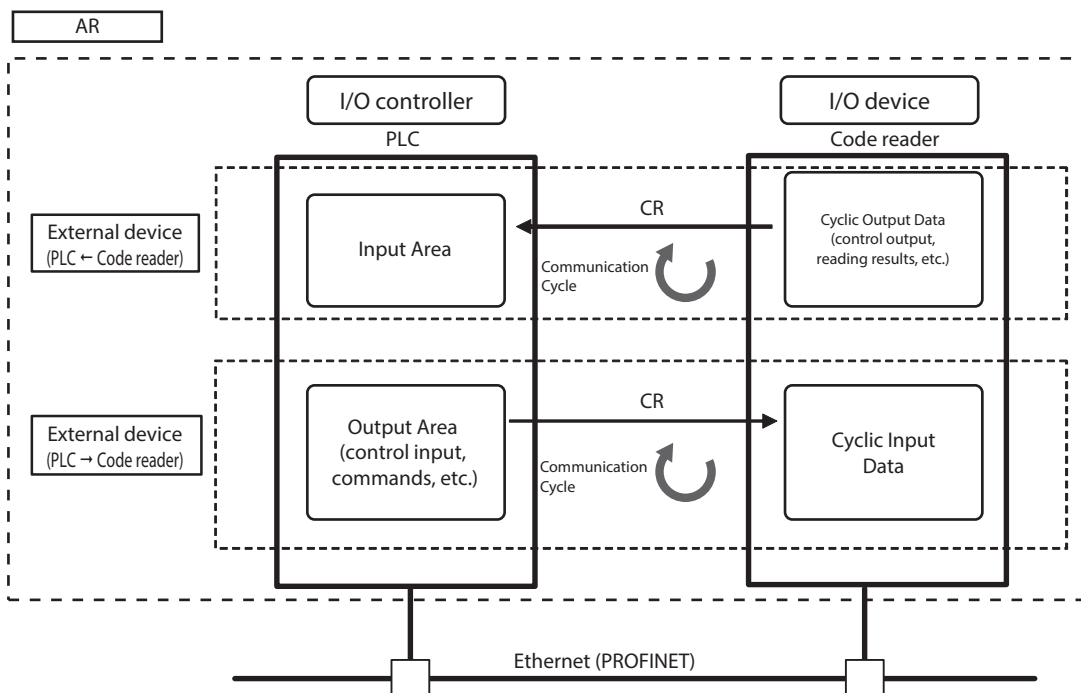 AR
I/O controller
I/O device
PLC
Code reader
External device
(PLC ← Code reader)
Input Area
CR
Communication
Cycle
Cyclic Output Data
(control output,
reading results, etc.)
External device
(PLC → Code reader)
Output Area
(control input,
commands, etc.)
CR
Communication
Cycle
Cyclic Input
Data
Ethernet (PROFINET)